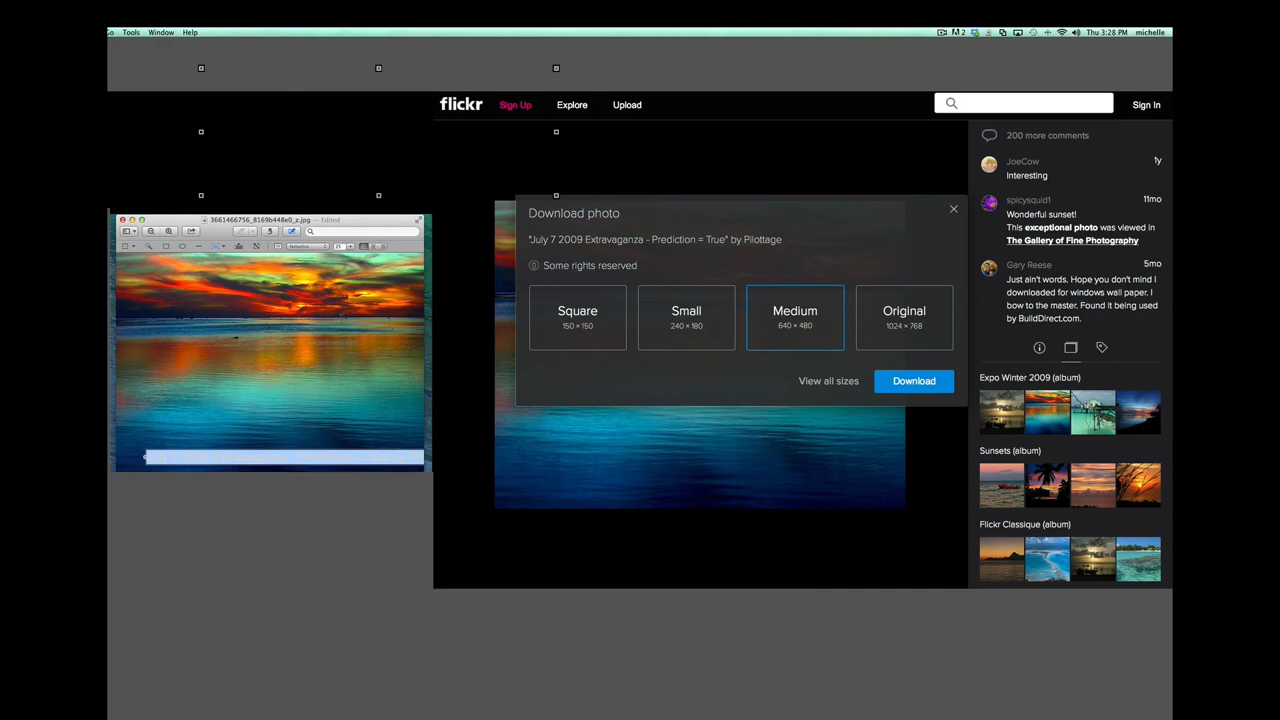 Tools Window Help
2 Thu 3:28 PM michelle
flickr Sign Up Explore Upload Sign In
200 more comments
JoeCow 1y
Interesting
spicysquid1 11mo
Wonderful sunset!
This exceptional photo was viewed in
The Gallery of Fine Photography
Gary Reese 5mo
Just ain't words. Hope you don't mind I
downloaded for windows wall paper. I
bow to the master. Found it being used
by BuildDirect.com.
3661466756_8169b448e0_z.jpg — Edited
Helvetica 25
Download photo
"July 7 2009 Extravaganza - Prediction = True" by Pilottage
Some rights reserved
Square
150 × 150
Small
240 × 180
Medium
640 × 480
Original
1024 × 768
View all sizes Download
Expo Winter 2009 (album)
Sunsets (album)
Flickr Classique (album)